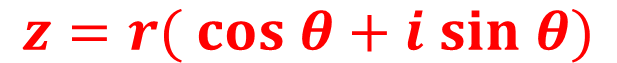 z = r( cos θ + i sin θ)